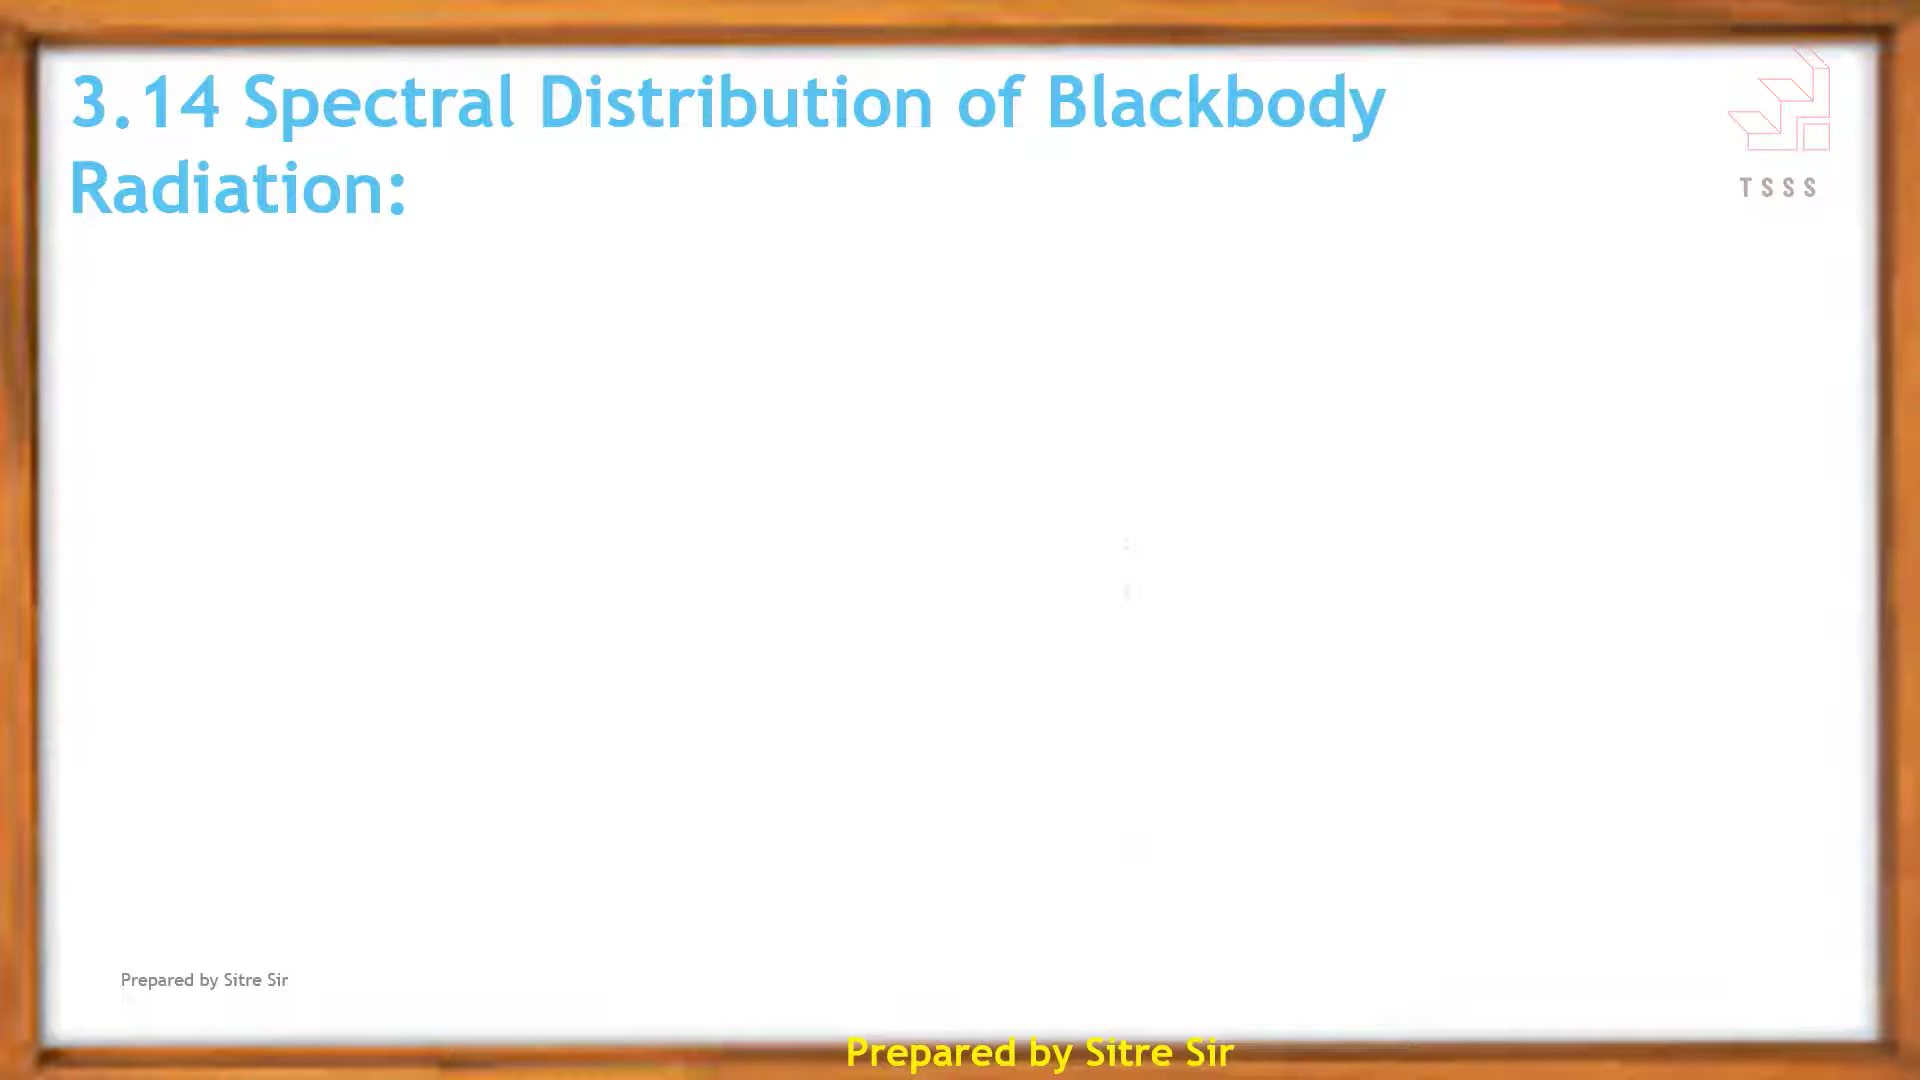 3.14 Spectral Distribution of Blackbody
Radiation:
TSSS
Prepared by Sitre Sir
Prepared by Sitre Sir